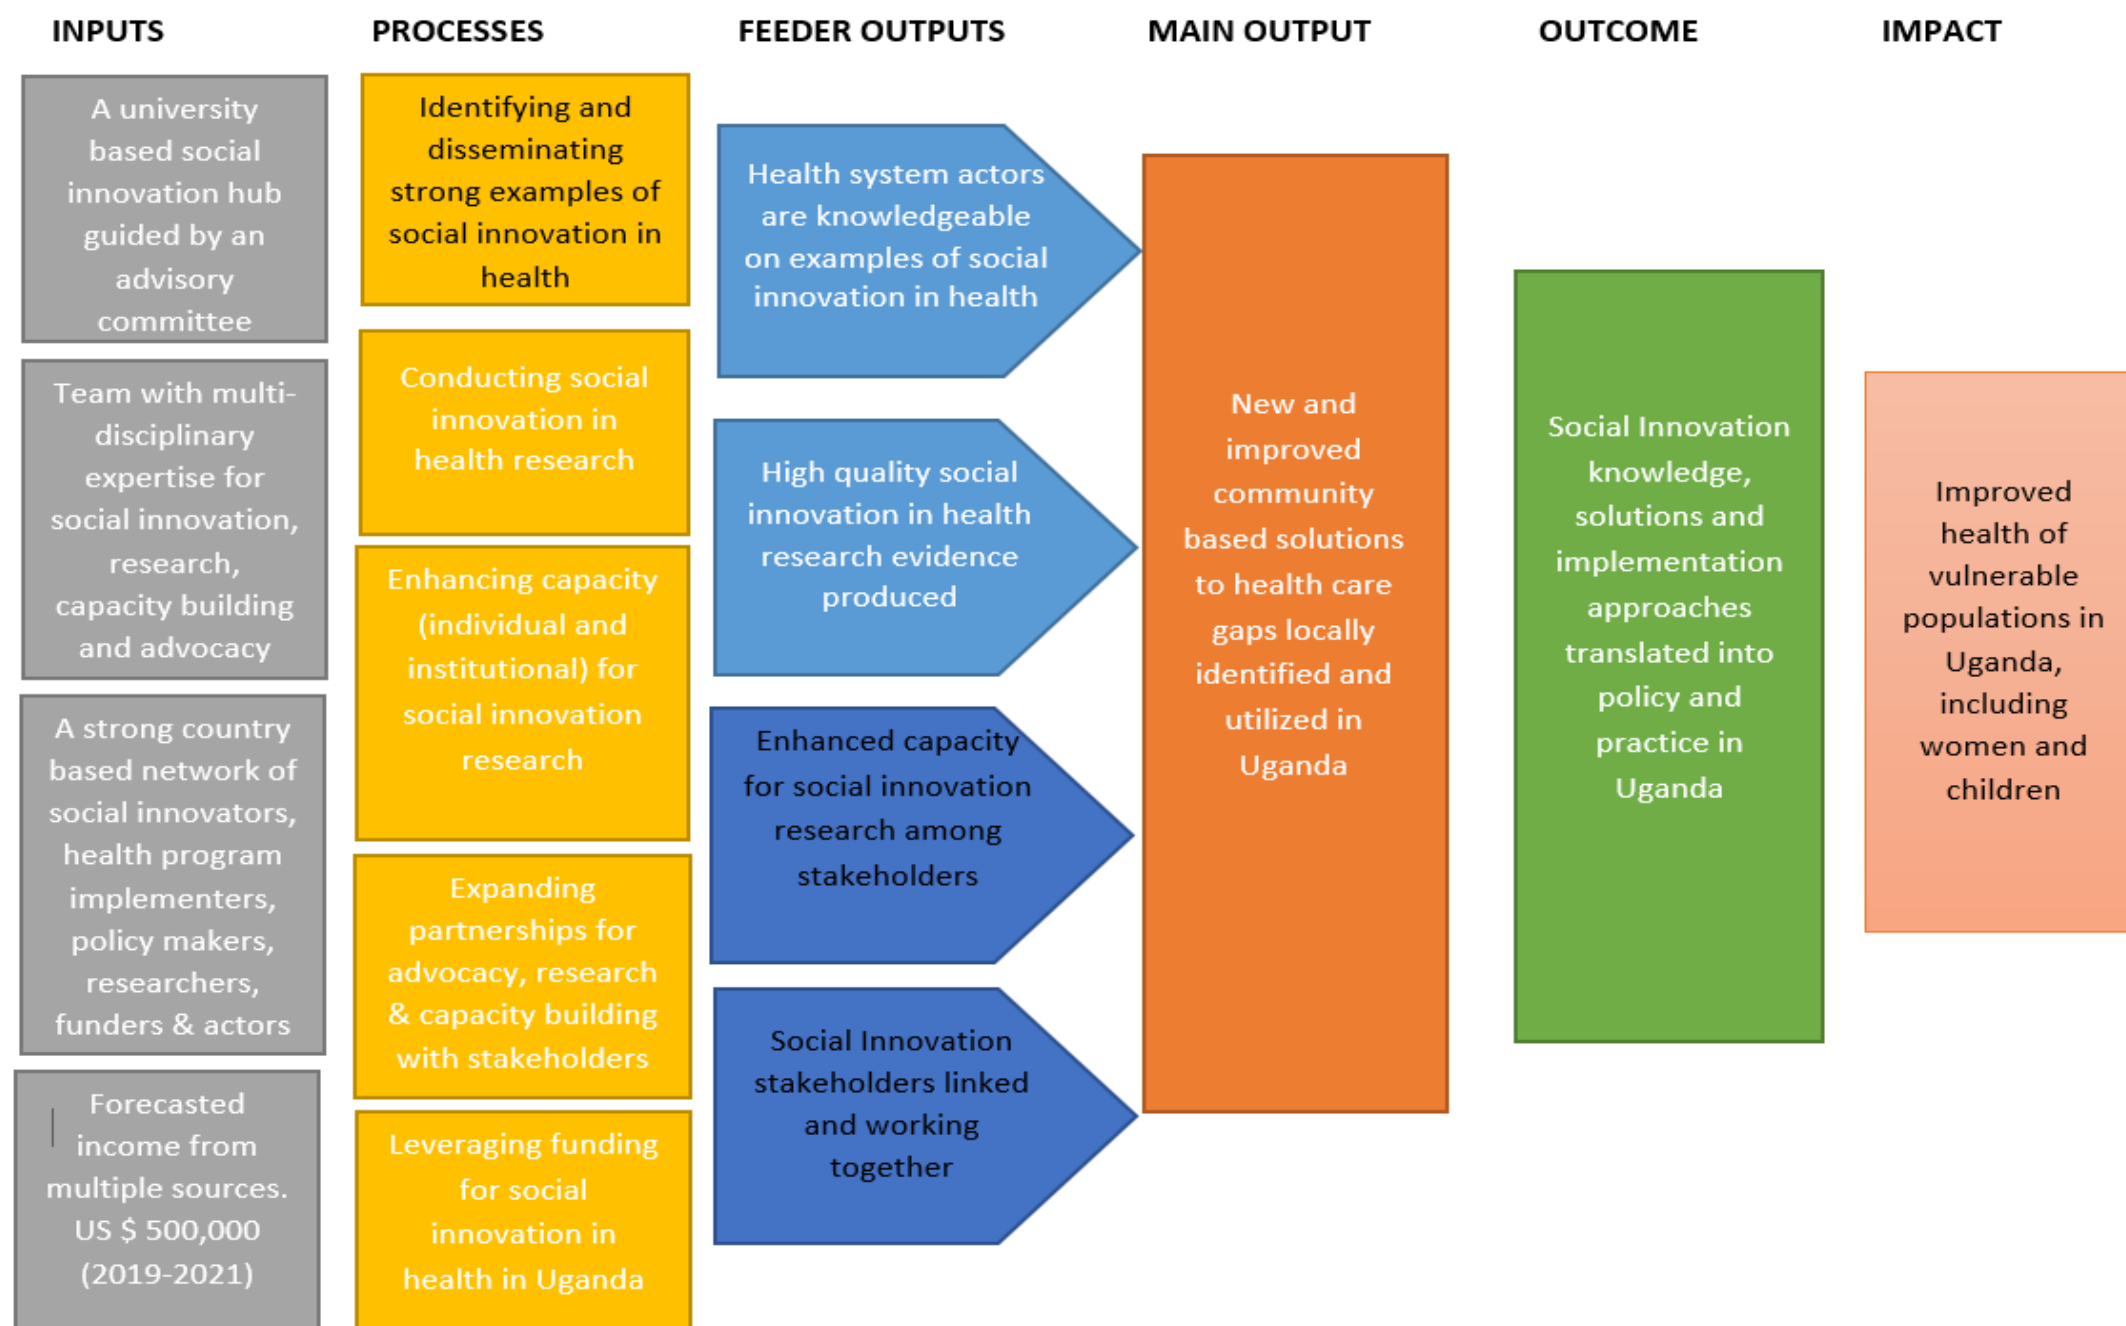 INPUTS
PROCESSES
FEEDER OUTPUTS
MAIN OUTPUT
OUTCOME
IMPACT
A university
based social
innovation hub
guided by an
advisory
committee
Team with multi-
disciplinary
expertise for
social innovation,
research,
capacity building
and advocacy
A strong country
based network of
social innovators,
health program
implementers,
policy makers,
researchers,
funders & actors
Forecasted
income from
multiple sources.
US $ 500,000
(2019-2021)
Identifying and
disseminating
strong examples of
social innovation in
health
Conducting social
innovation in
health research
Enhancing capacity
(individual and
institutional) for
social innovation
research
Expanding
partnerships for
advocacy, research
& capacity building
with stakeholders
Leveraging funding
for social
innovation in
health in Uganda
Health system actors
are knowledgeable
on examples of social
innovation in health
High quality social
innovation in health
research evidence
produced
Enhanced capacity
for social innovation
research among
stakeholders
Social Innovation
stakeholders linked
and working
together
New and
improved
community
based solutions
to health care
gaps locally
identified and
utilized in
Uganda
Social Innovation
knowledge,
solutions and
implementation
approaches
translated into
policy and
practice in
Uganda
Improved
health of
vulnerable
populations in
Uganda,
including
women and
children